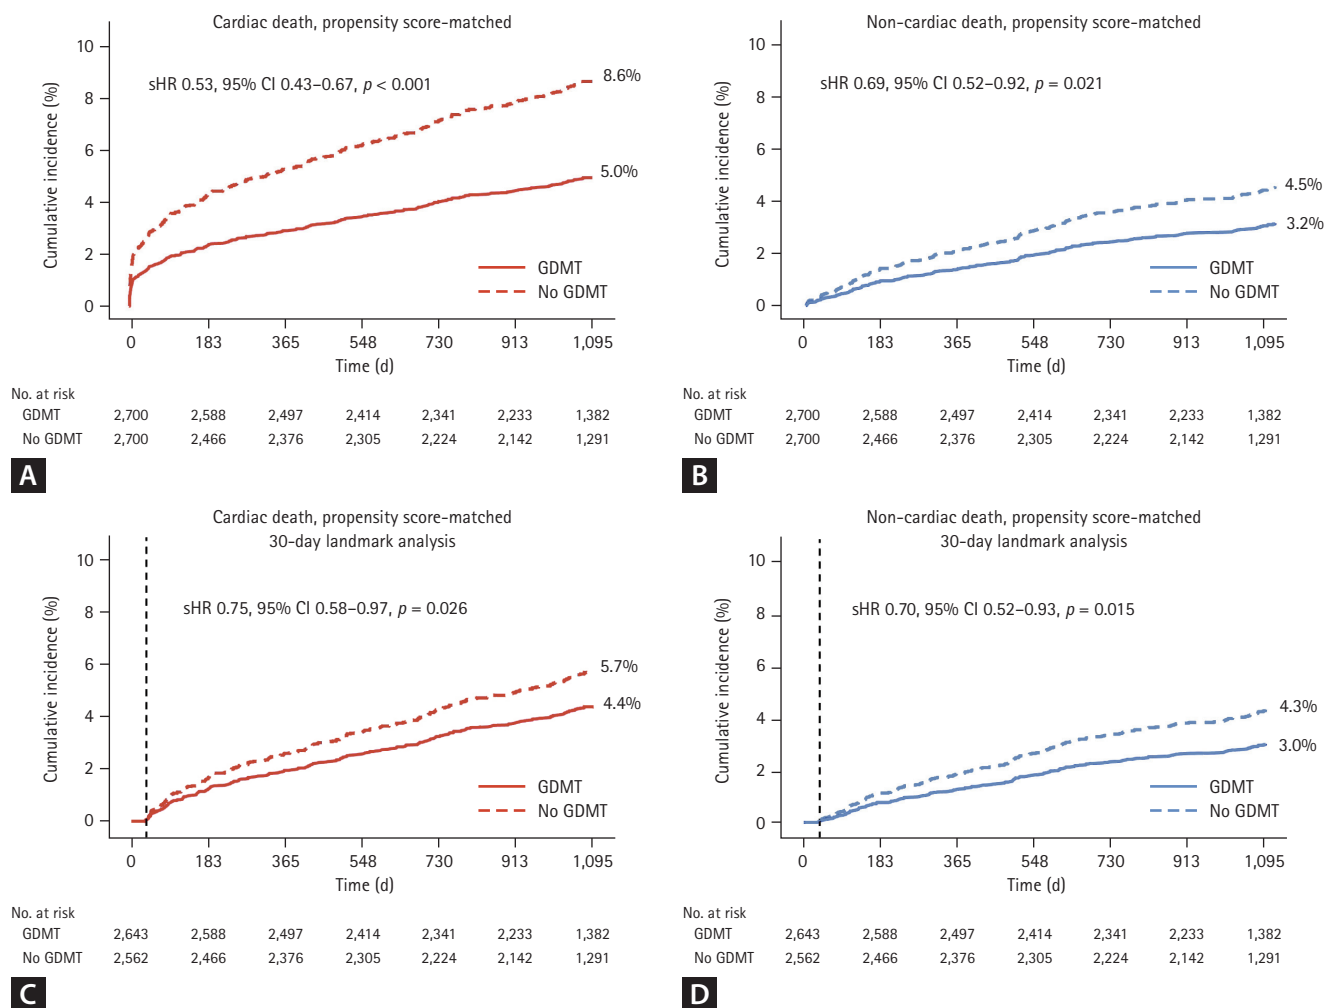 Cardiac death, propensity score-matched
Cumulative incidence (%)
10
8
6
4
2
0
sHR 0.53, 95% CI 0.43–0.67, p < 0.001
8.6%
5.0%
GDMT
No GDMT
0 183 365 548 730 913 1,095
Time (d)
No. at risk
GDMT 2,700 2,588 2,497 2,414 2,341 2,233 1,382
No GDMT 2,700 2,466 2,376 2,305 2,224 2,142 1,291
A
Non-cardiac death, propensity score-matched
Cumulative incidence (%)
10
8
6
4
2
0
sHR 0.69, 95% CI 0.52–0.92, p = 0.021
4.5%
3.2%
GDMT
No GDMT
0 183 365 548 730 913 1,095
Time (d)
No. at risk
GDMT 2,700 2,588 2,497 2,414 2,341 2,233 1,382
No GDMT 2,700 2,466 2,376 2,305 2,224 2,142 1,291
B
Cardiac death, propensity score-matched
30-day landmark analysis
Cumulative incidence (%)
10
8
6
4
2
0
sHR 0.75, 95% CI 0.58–0.97, p = 0.026
5.7%
4.4%
GDMT
No GDMT
0 183 365 548 730 913 1,095
Time (d)
No. at risk
GDMT 2,643 2,588 2,497 2,414 2,341 2,233 1,382
No GDMT 2,562 2,466 2,376 2,305 2,224 2,142 1,291
C
Non-cardiac death, propensity score-matched
30-day landmark analysis
Cumulative incidence (%)
10
8
6
4
2
0
sHR 0.70, 95% CI 0.52–0.93, p = 0.015
4.3%
3.0%
GDMT
No GDMT
0 183 365 548 730 913 1,095
Time (d)
No. at risk
GDMT 2,643 2,588 2,497 2,414 2,341 2,233 1,382
No GDMT 2,562 2,466 2,376 2,305 2,224 2,142 1,291
D